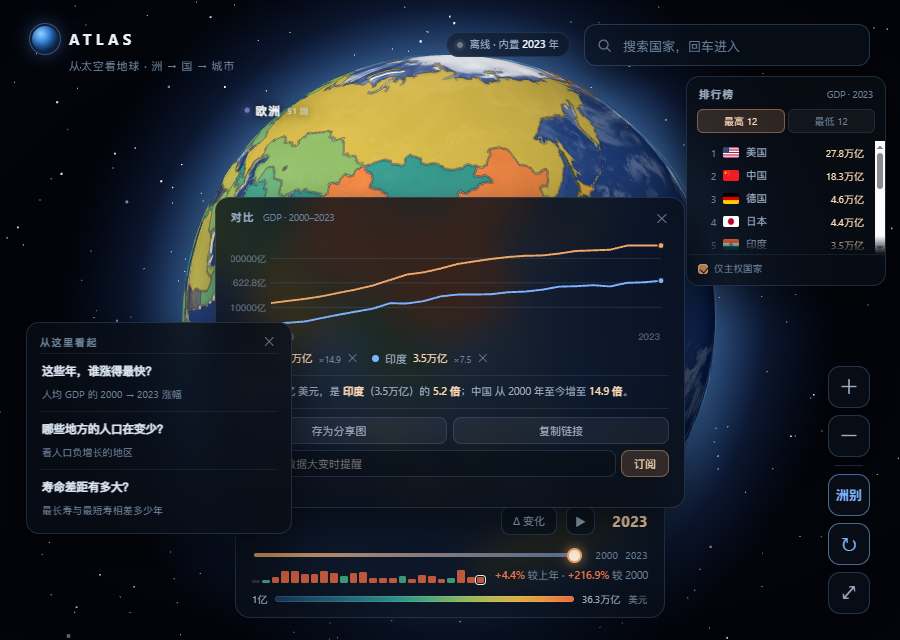 ATLAS
从太空看地球 · 洲 → 国 → 城市
离线 · 内置 2023 年
搜索国家，回车进入
欧洲 51 国
排行榜 GDP · 2023
最高 12 最低 12
1 美国 27.8万亿
2 中国 18.3万亿
3 德国 4.6万亿
4 日本 4.4万亿
5 印度 3.5万亿
仅主权国家
对比 GDP · 2000–2023
00000亿
622.8亿
10000亿
2023
万亿 ×14.9 印度 3.5万亿 ×7.5
美元，是 印度（3.5万亿）的 5.2 倍；中国 从 2000 年至今增至 14.9 倍。
存为分享图 复制链接
数据大变时提醒 订阅
从这里看起
这些年，谁涨得最快？
人均 GDP 的 2000 → 2023 涨幅
哪些地方的人口在变少？
看人口负增长的地区
寿命差距有多大？
最长寿与最短寿相差多少年
Δ 变化 2023
2000 2023
+4.4% 较上年 · +216.9% 较 2000
1亿 36.3万亿 美元
洲别